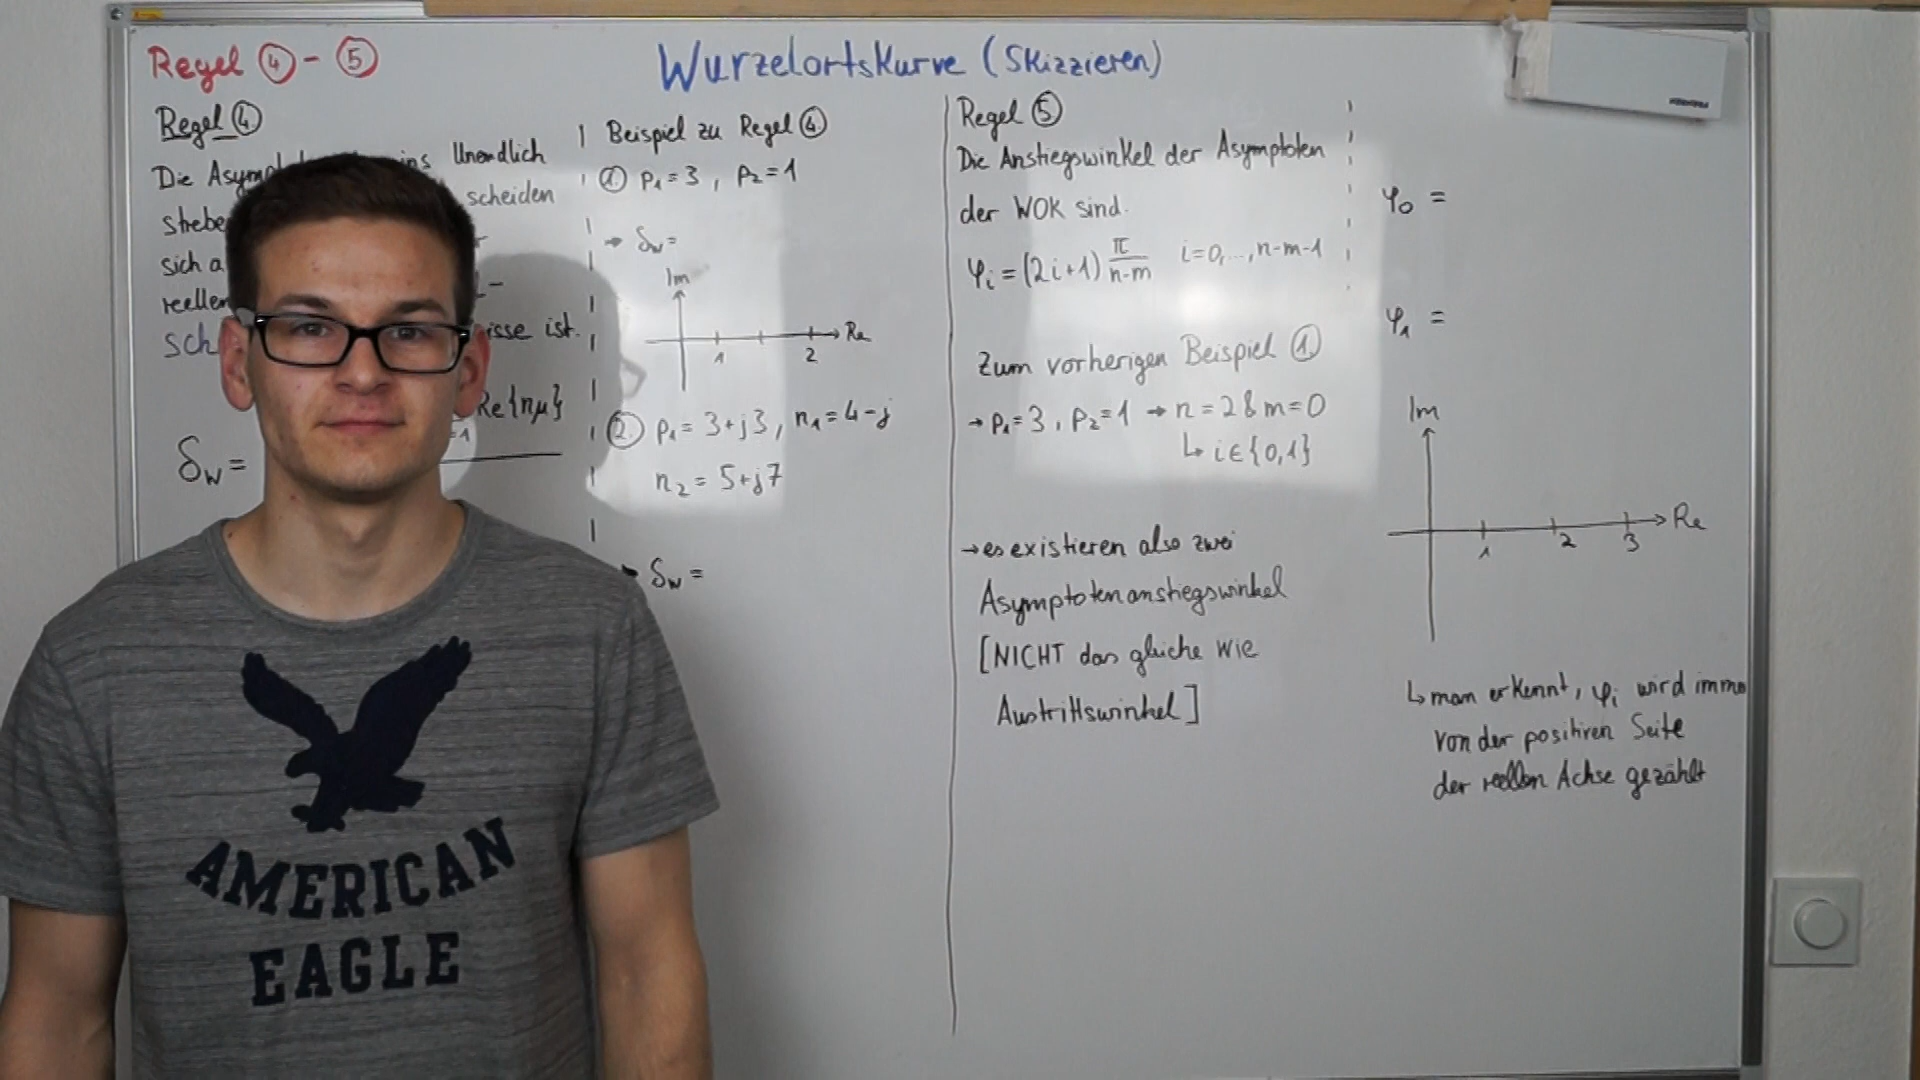 Regel ④ - ⑤
Wurzelortskurve (Skizzieren)
Regel ④
Die Asymp ins Unendlich
strebe scheiden
sich a
reellen
sch isse ist.
Re{nμ}
=1
δw =
Beispiel zu Regel ④
① p₁ = 3 , p₂ = 1
→ δw =
Im
Re
1 2
② p₁ = 3+j3, n₁ = 4-j
n₂ = 5+j7
δw =
Regel ⑤
Die Anstiegswinkel der Asymptoten
der WOK sind.
φi = (2i+1) π/(n-m) i=0,...,n-m-1
Zum vorherigen Beispiel ①
→ p₁ = 3 , p₂ = 1 → n = 2 & m = 0
↳ i∈{0,1}
→ es existieren also zwei
Asymptotenanstiegswinkel
[NICHT das gleiche wie
Austrittswinkel]
φ₀ =
φ₁ =
Im
Re
1 2 3
↳ man erkennt, φi wird imme
von der positiven Seite
der reellen Achse gezählt
AMERICAN
EAGLE